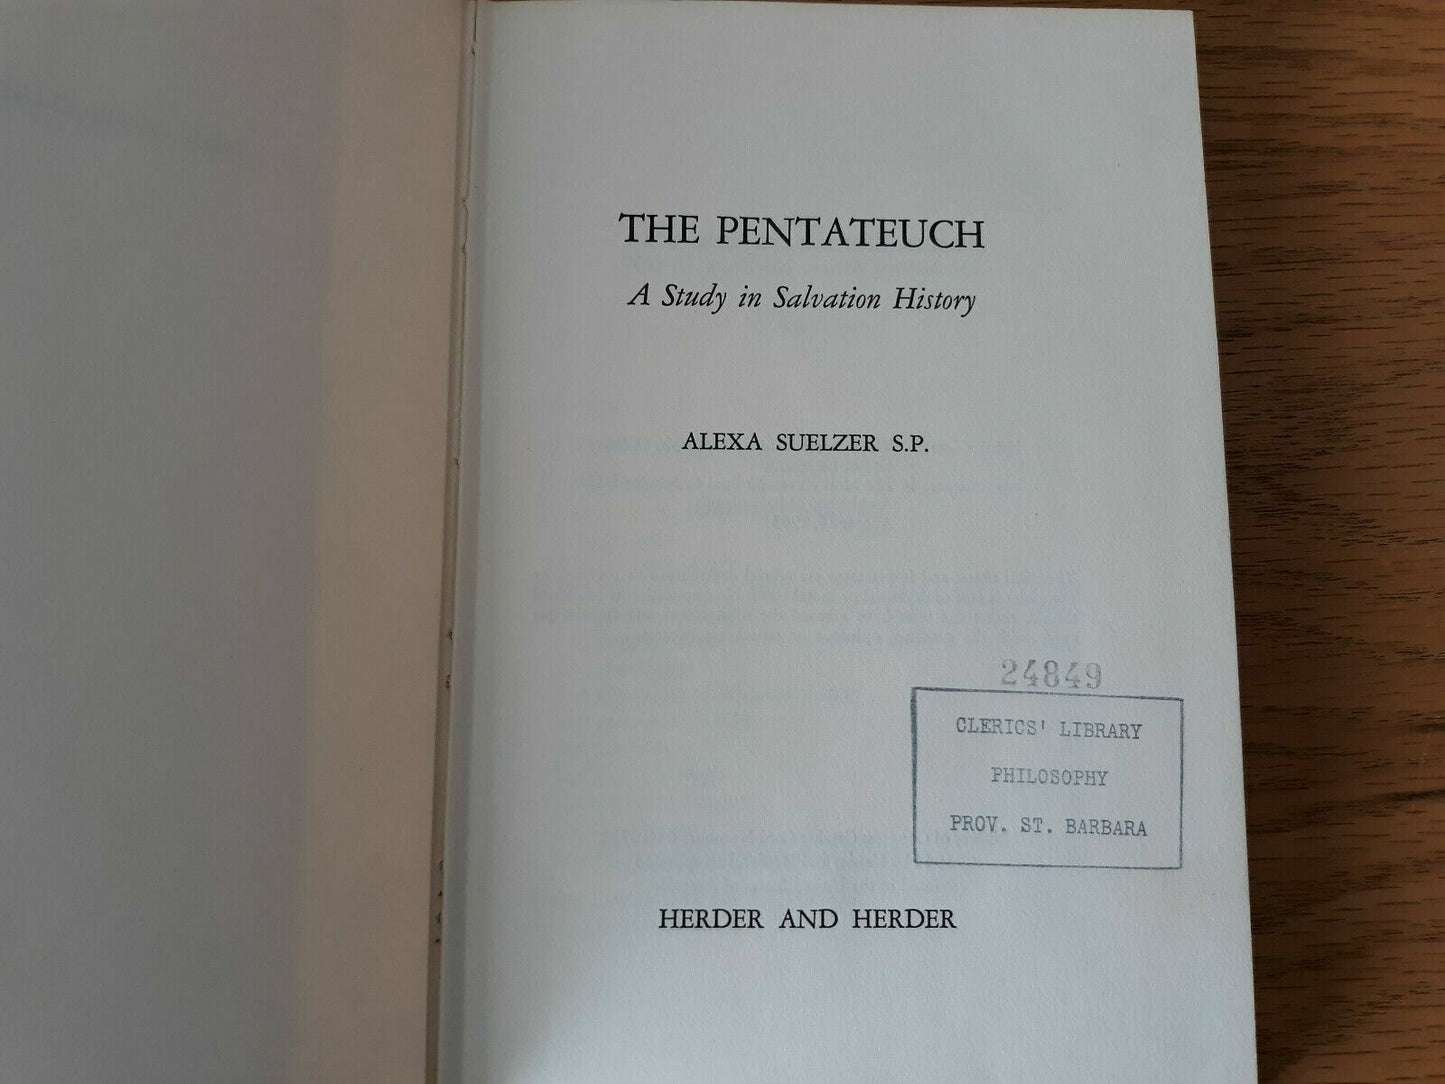 THE PENTATEUCH
A Study in Salvation History
ALEXA SUELZER S.P.
24849
CLERICS' LIBRARY
PHILOSOPHY
PROV. ST. BARBARA
HERDER AND HERDER